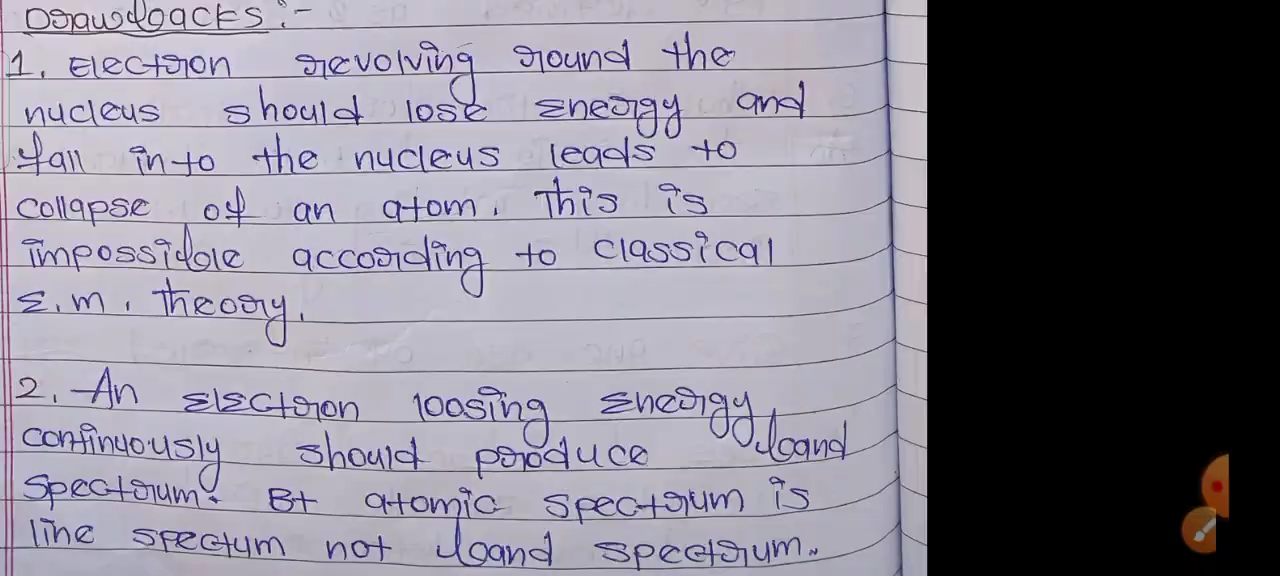 Drawbacks :-
1. Electron revolving round the
nucleus should lose energy and
fall in to the nucleus leads to
collapse of an atom. This is
impossible according to classical
E.m. theory.
2. An electron loosing energy
continuously should produce band
spectrum. Bt atomic spectrum is
line spectum not band spectrum.